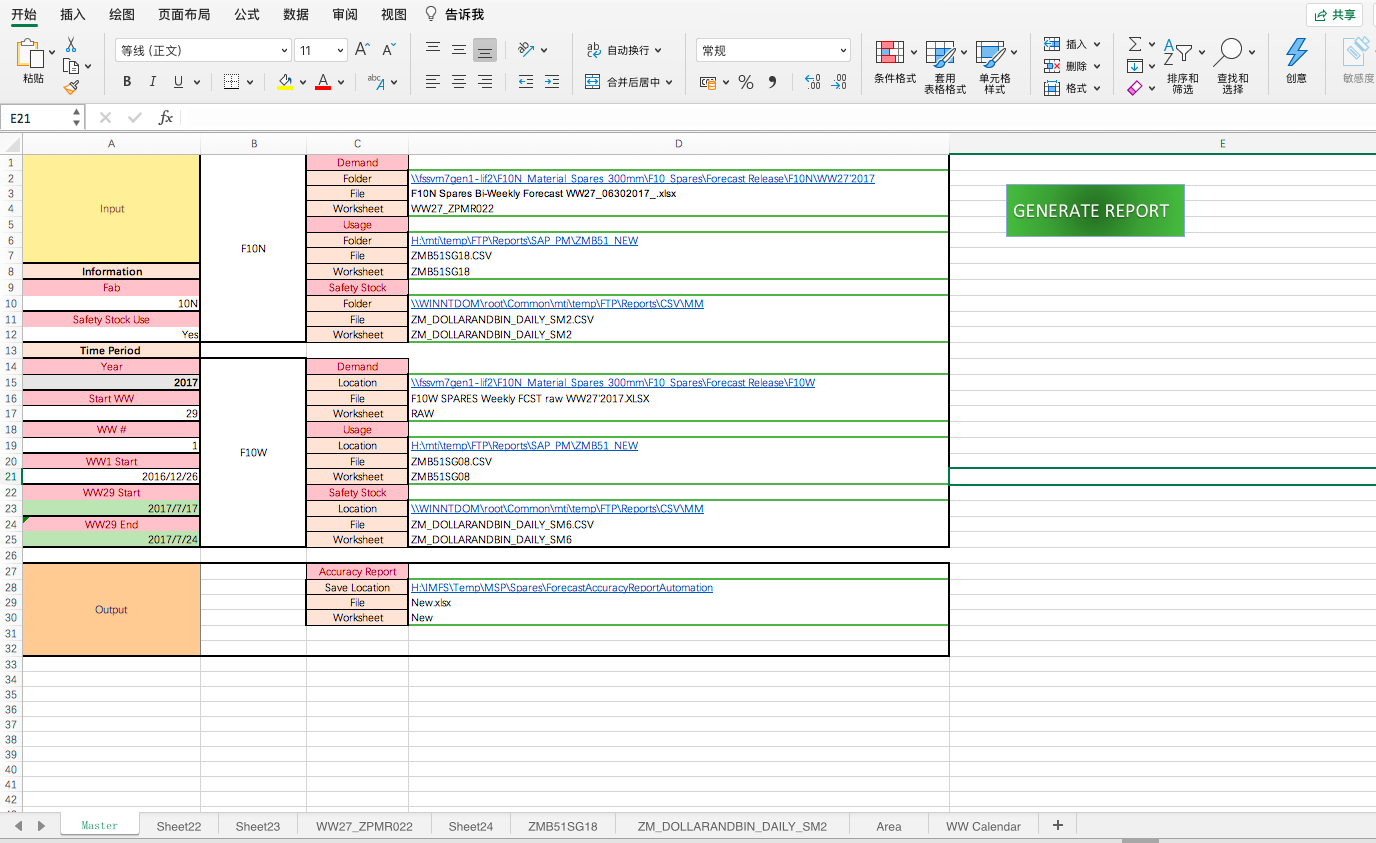 开始 插入 绘图 页面布局 公式 数据 审阅 视图 告诉我 共享
粘贴 等线 (正文) 11 A^ A˅ ab 自动换行 常规 条件格式 套用 表格格式 单元格 样式 插入 删除 格式 排序和 筛选 查找和 选择 创意 敏感度
B I U A abc A 合并后居中 % Σ
E21 fx
A B C D E
1 Demand
2 Folder \\fssvm7gen1-lif2\F10N_Material_Spares_300mm\F10_Spares\Forecast Release\F10N\WW27'2017
3 File F10N Spares Bi-Weekly Forecast WW27_06302017_.xlsx
4 Input Worksheet WW27_ZPMR022
GENERATE REPORT
5 Usage
6 Folder H:\mti\temp\FTP\Reports\SAP_PM\ZMB51_NEW
7 F10N File ZMB51SG18.CSV
8 Information Worksheet ZMB51SG18
9 Fab Safety Stock
10 10N Folder \\WINNTDOM\root\Common\mti\temp\FTP\Reports\CSV\MM
11 Safety Stock Use File ZM_DOLLARANDBIN_DAILY_SM2.CSV
12 Yes Worksheet ZM_DOLLARANDBIN_DAILY_SM2
13 Time Period
14 Year Demand
15 2017 Location \\fssvm7gen1-lif2\F10N_Material_Spares_300mm\F10_Spares\Forecast Release\F10W
16 Start WW File F10W SPARES Weekly FCST raw WW27'2017.XLSX
17 29 Worksheet RAW
18 WW # Usage
19 1 F10W Location H:\mti\temp\FTP\Reports\SAP_PM\ZMB51_NEW
20 WW1 Start File ZMB51SG08.CSV
21 2016/12/26 Worksheet ZMB51SG08
22 WW29 Start Safety Stock
23 2017/7/17 Location \\WINNTDOM\root\Common\mti\temp\FTP\Reports\CSV\MM
24 WW29 End File ZM_DOLLARANDBIN_DAILY_SM6.CSV
25 2017/7/24 Worksheet ZM_DOLLARANDBIN_DAILY_SM6
26
27 Accuracy Report
28 Save Location H:\IMFS\Temp\MSP\Spares\ForecastAccuracyReportAutomation
29 Output File New.xlsx
30 Worksheet New
31
32
33
34
35
36
37
38
39
40
41
42
Master Sheet22 Sheet23 WW27_ZPMR022 Sheet24 ZMB51SG18 ZM_DOLLARANDBIN_DAILY_SM2 Area WW Calendar +